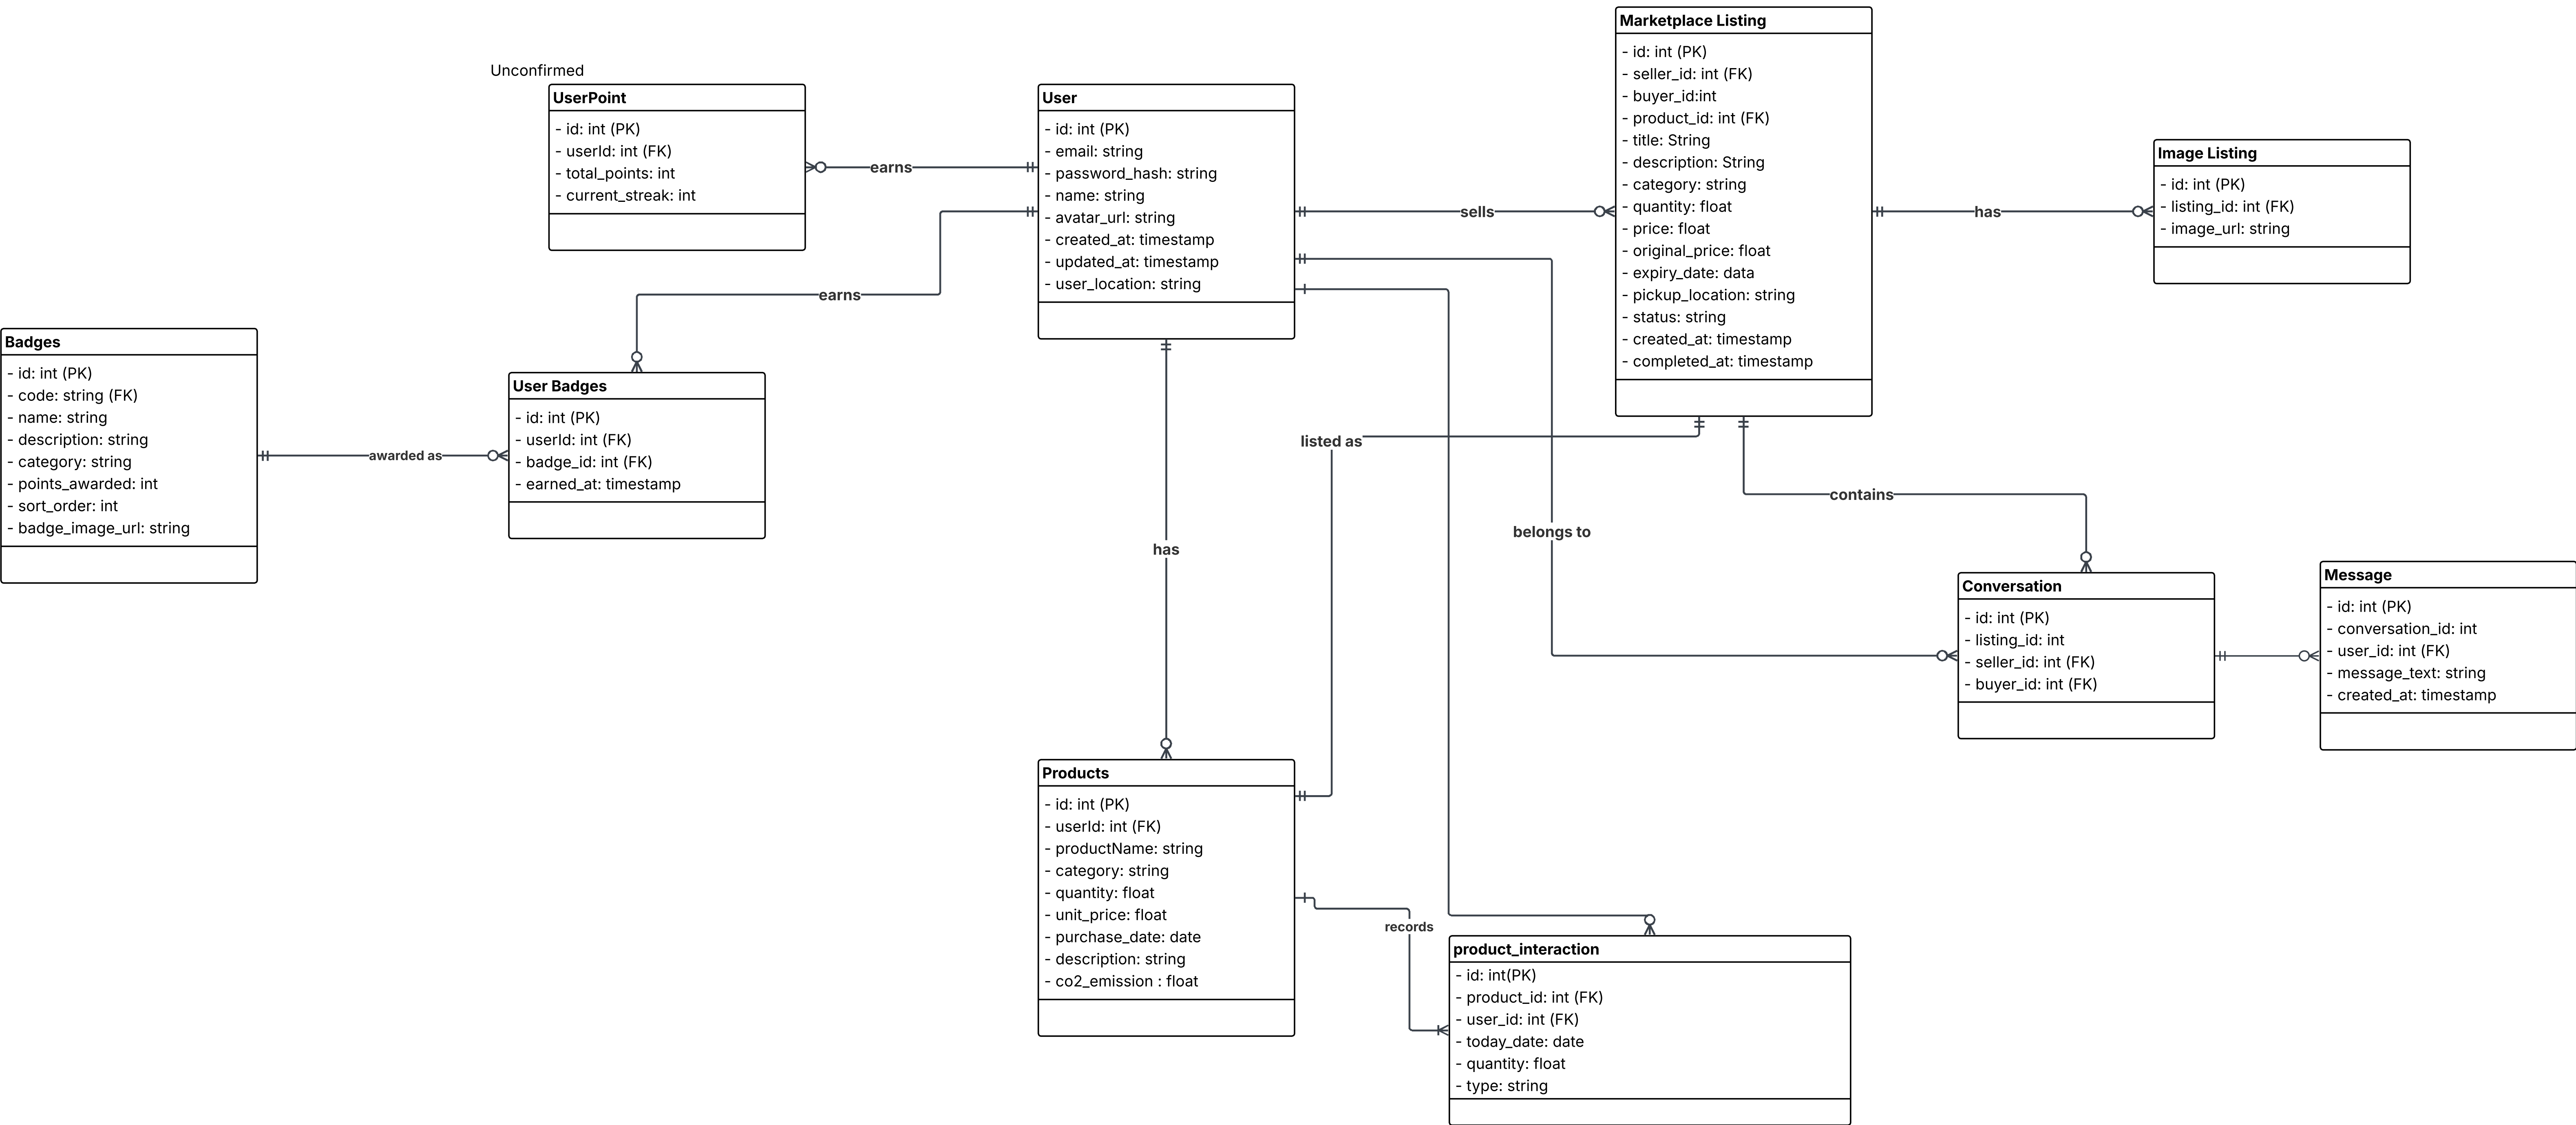 Unconfirmed
UserPoint
- id: int (PK)
- userId: int (FK)
- total_points: int
- current_streak: int
earns
User
- id: int (PK)
- email: string
- password_hash: string
- name: string
- avatar_url: string
- created_at: timestamp
- updated_at: timestamp
- user_location: string
sells
Marketplace Listing
- id: int (PK)
- seller_id: int (FK)
- buyer_id:int
- product_id: int (FK)
- title: String
- description: String
- category: string
- quantity: float
- price: float
- original_price: float
- expiry_date: data
- pickup_location: string
- status: string
- created_at: timestamp
- completed_at: timestamp
has
Image Listing
- id: int (PK)
- listing_id: int (FK)
- image_url: string
earns
Badges
- id: int (PK)
- code: string (FK)
- name: string
- description: string
- category: string
- points_awarded: int
- sort_order: int
- badge_image_url: string
awarded as
User Badges
- id: int (PK)
- userId: int (FK)
- badge_id: int (FK)
- earned_at: timestamp
has
listed as
belongs to
contains
Conversation
- id: int (PK)
- listing_id: int
- seller_id: int (FK)
- buyer_id: int (FK)
Message
- id: int (PK)
- conversation_id: int
- user_id: int (FK)
- message_text: string
- created_at: timestamp
Products
- id: int (PK)
- userId: int (FK)
- productName: string
- category: string
- quantity: float
- unit_price: float
- purchase_date: date
- description: string
- co2_emission : float
records
product_interaction
- id: int(PK)
- product_id: int (FK)
- user_id: int (FK)
- today_date: date
- quantity: float
- type: string